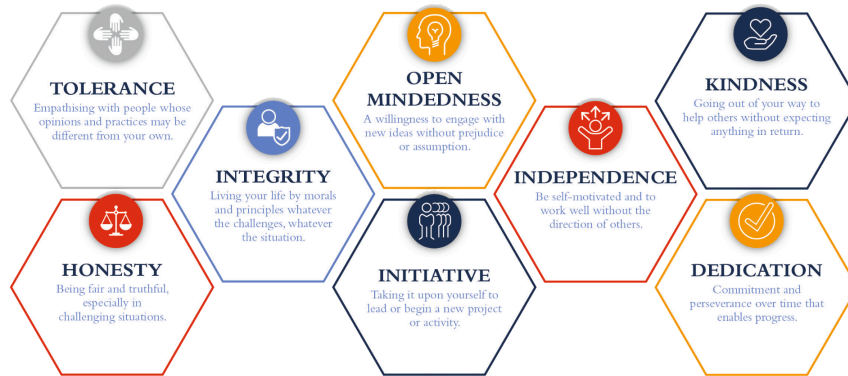 TOLERANCE
Empathising with people whose
opinions and practices may be
different from your own.
HONESTY
Being fair and truthful,
especially in
challenging situations.
INTEGRITY
Living your life by morals
and principles whatever
the challenges, whatever
the situation.
OPEN
MINDEDNESS
A willingness to engage with
new ideas without prejudice
or assumption.
INITIATIVE
Taking it upon yourself to
lead or begin a new project
or activity.
INDEPENDENCE
Be self-motivated and to
work well without the
direction of others.
KINDNESS
Going out of your way to
help others without expecting
anything in return.
DEDICATION
Commitment and
perseverance over time that
enables progress.